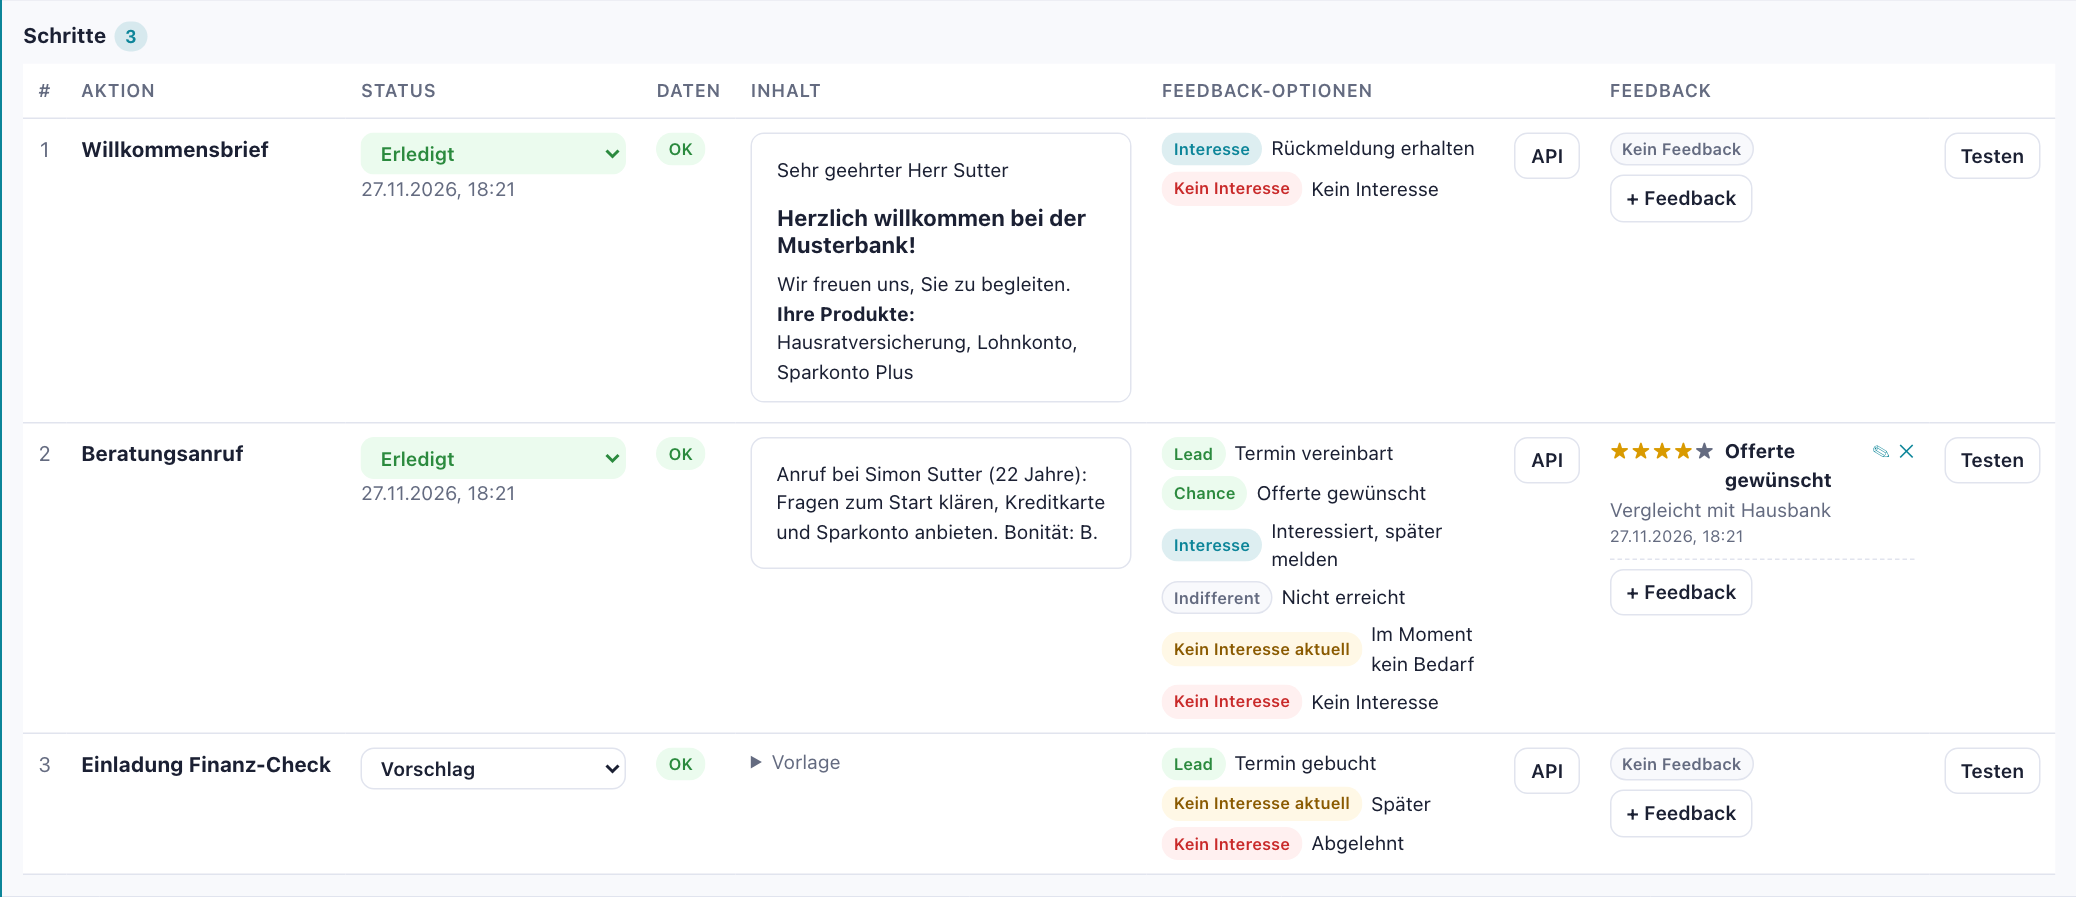 Schritte 3
# AKTION STATUS DATEN INHALT FEEDBACK-OPTIONEN FEEDBACK
1 Willkommensbrief
Erledigt
27.11.2026, 18:21
OK
Sehr geehrter Herr Sutter
Herzlich willkommen bei der
Musterbank!
Wir freuen uns, Sie zu begleiten.
Ihre Produkte:
Hausratversicherung, Lohnkonto,
Sparkonto Plus
Interesse Rückmeldung erhalten
Kein Interesse Kein Interesse
API
Kein Feedback
+ Feedback
Testen
2 Beratungsanruf
Erledigt
27.11.2026, 18:21
OK
Anruf bei Simon Sutter (22 Jahre):
Fragen zum Start klären, Kreditkarte
und Sparkonto anbieten. Bonität: B.
Lead Termin vereinbart
Chance Offerte gewünscht
Interesse Interessiert, später
melden
Indifferent Nicht erreicht
Kein Interesse aktuell Im Moment
kein Bedarf
Kein Interesse Kein Interesse
API
★★★★★ Offerte
gewünscht
Vergleicht mit Hausbank
27.11.2026, 18:21
+ Feedback
Testen
3 Einladung Finanz-Check
Vorschlag
OK
▶ Vorlage
Lead Termin gebucht
Kein Interesse aktuell Später
Kein Interesse Abgelehnt
API
Kein Feedback
+ Feedback
Testen